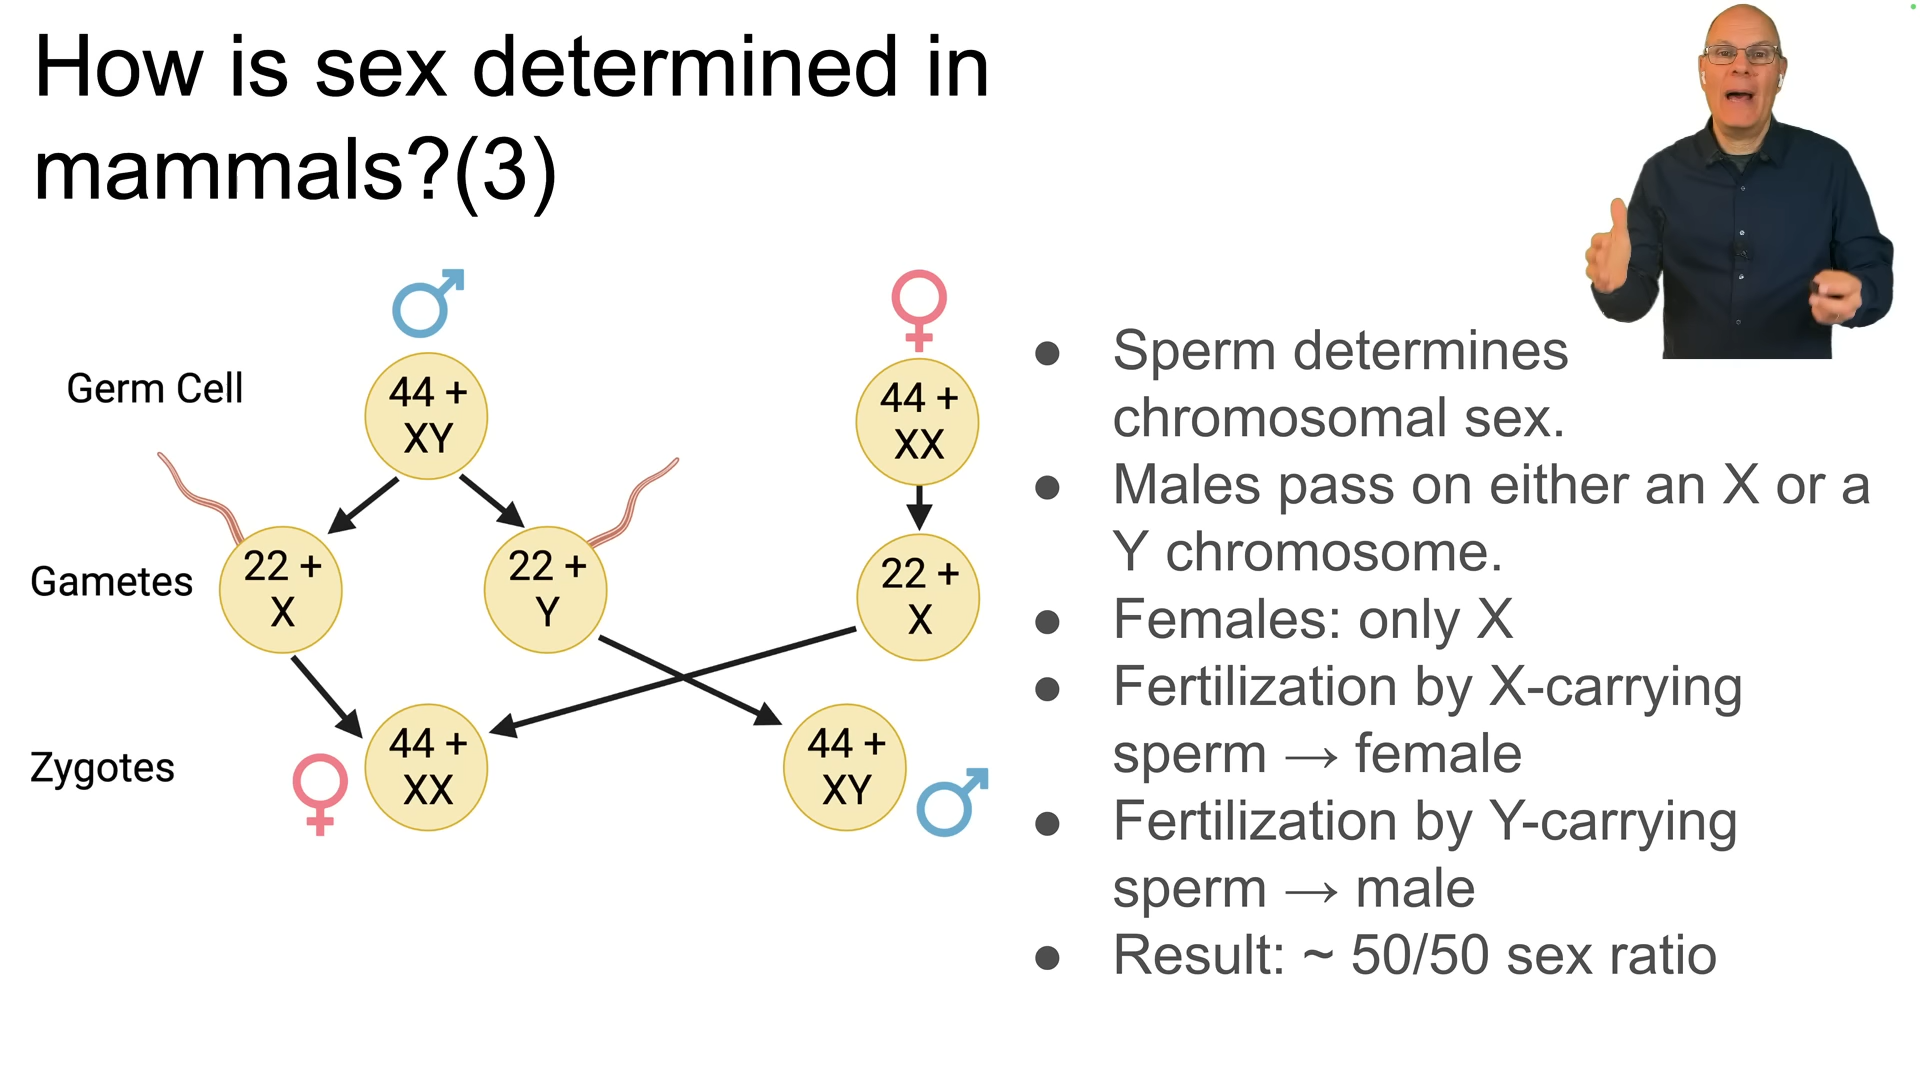 How is sex determined in
mammals?(3)
Germ Cell
44 +
XY
44 +
XX
Gametes
22 +
X
22 +
Y
22 +
X
Zygotes
44 +
XX
44 +
XY
● Sperm determines
chromosomal sex.
● Males pass on either an X or a
Y chromosome.
● Females: only X
● Fertilization by X-carrying
sperm → female
● Fertilization by Y-carrying
sperm → male
● Result: ~ 50/50 sex ratio